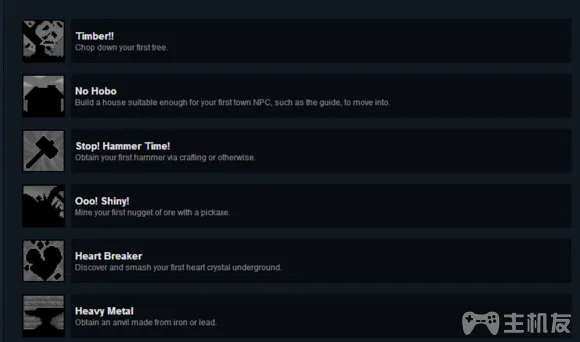 Timber!!
Chop down your first tree.
No Hobo
Build a house suitable enough for your first town NPC, such as the guide, to move into.
Stop! Hammer Time!
Obtain your first hammer via crafting or otherwise.
Ooo! Shiny!
Mine your first nugget of ore with a pickaxe.
Heart Breaker
Discover and smash your first heart crystal underground.
Heavy Metal
Obtain an anvil made from iron or lead.
主机友